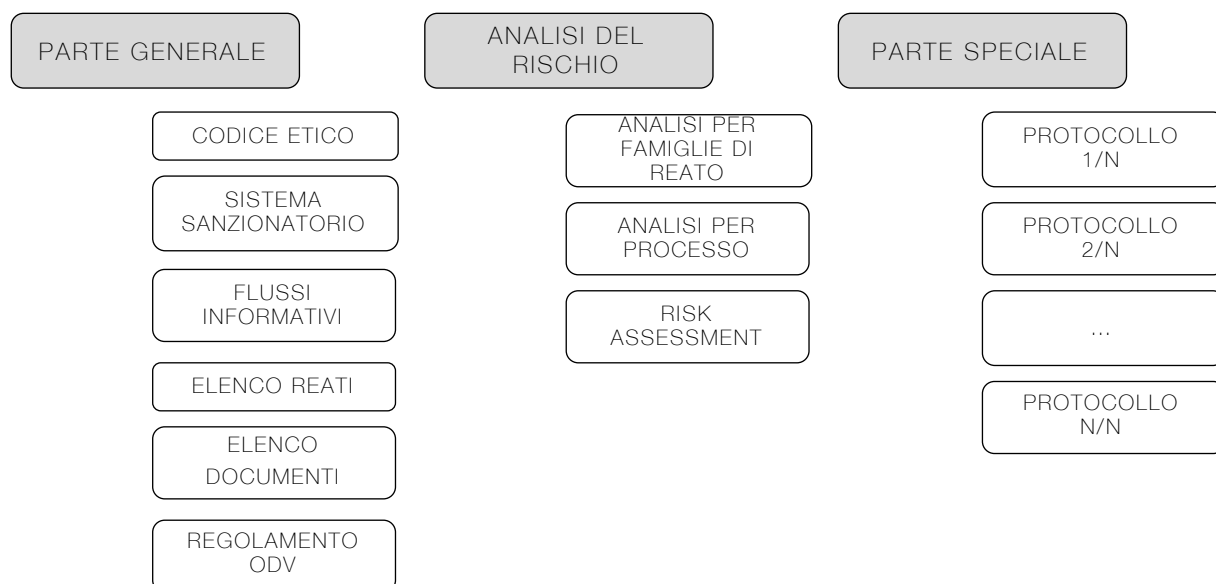 PARTE GENERALE
CODICE ETICO
SISTEMA
SANZIONATORIO
FLUSSI
INFORMATIVI
ELENCO REATI
ELENCO
DOCUMENTI
REGOLAMENTO
ODV
ANALISI DEL
RISCHIO
ANALISI PER
FAMIGLIE DI
REATO
ANALISI PER
PROCESSO
RISK
ASSESSMENT
PARTE SPECIALE
PROTOCOLLO
1/N
PROTOCOLLO
2/N
...
PROTOCOLLO
N/N